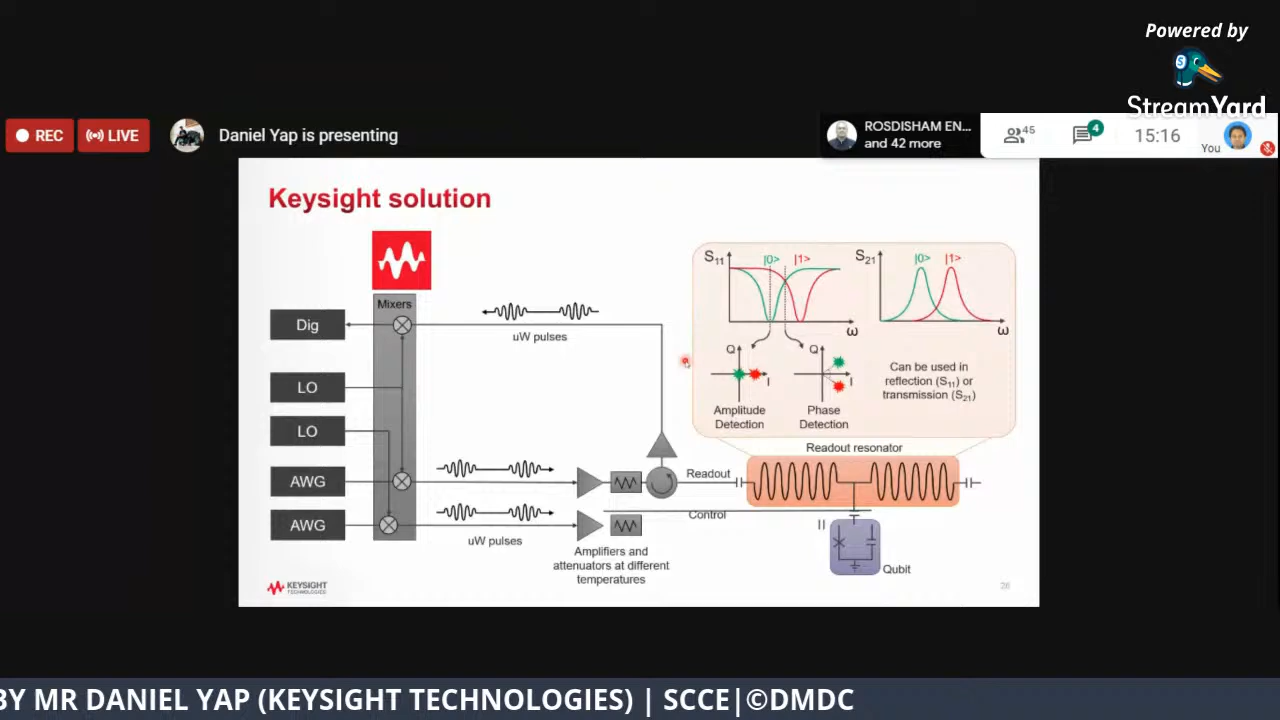 Powered by
StreamYard
REC
LIVE
Daniel Yap is presenting
ROSDISHAM EN...
and 42 more
45
4
15:16
You
Keysight solution
Mixers
Dig
LO
LO
AWG
AWG
uW pulses
uW pulses
Amplifiers and
attenuators at different
temperatures
Readout
Control
S11
|0>
|1>
ω
S21
|0>
|1>
ω
Q
I
Q
I
Amplitude
Detection
Phase
Detection
Can be used in
reflection (S11) or
transmission (S21)
Readout resonator
Qubit
KEYSIGHT
TECHNOLOGIES
26
BY MR DANIEL YAP (KEYSIGHT TECHNOLOGIES) | SCCE|©DMDC